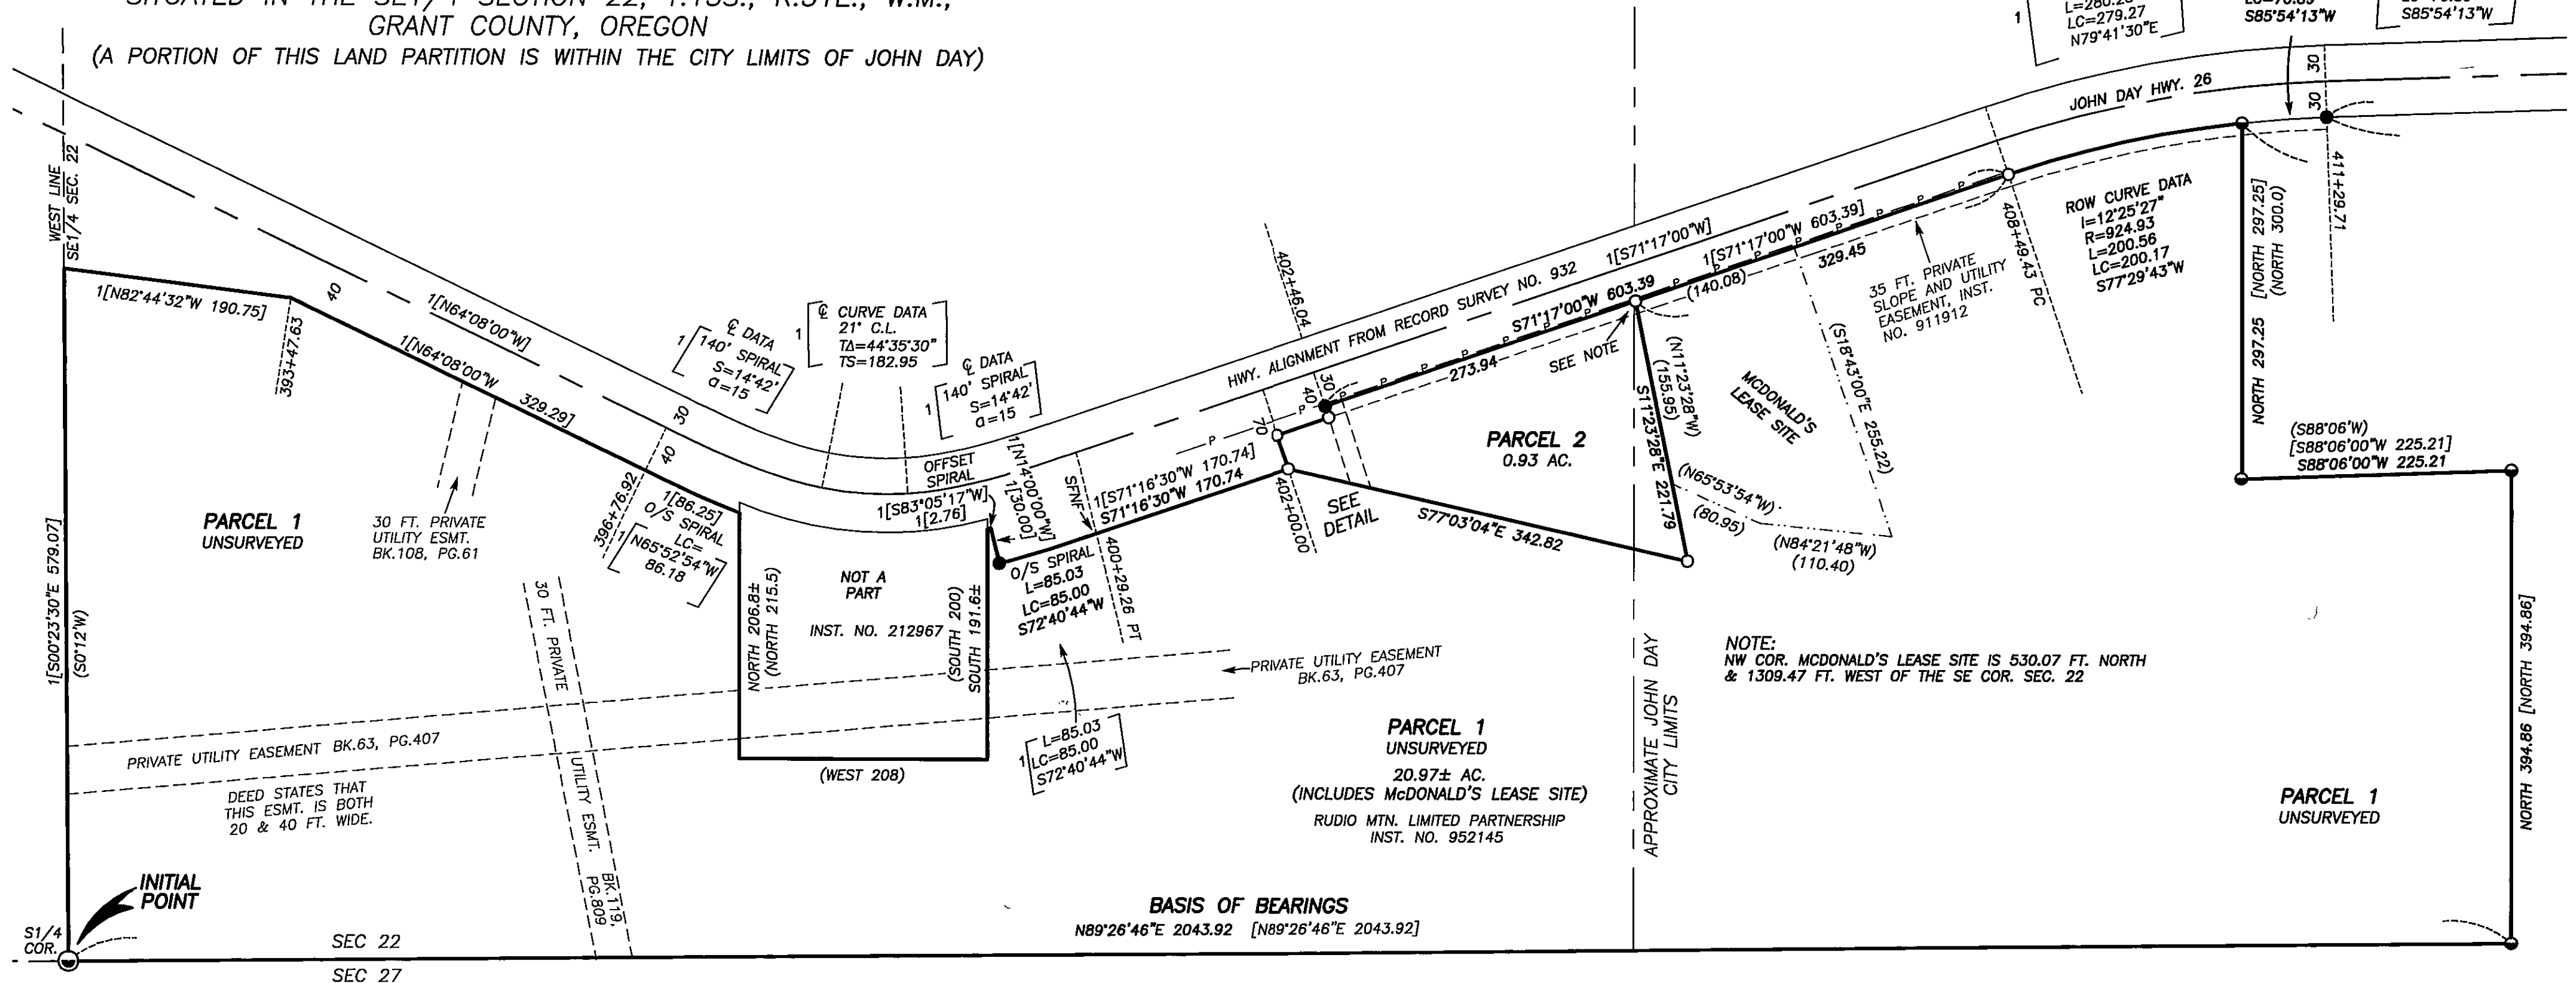 GRANT COUNTY, OREGON
(A PORTION OF THIS LAND PARTITION IS WITHIN THE CITY LIMITS OF JOHN DAY)
LC=279.27
N79°41'30"E
1
S85°54'13"W
S85°54'13"W
JOHN DAY HWY. 26
30
30
411+29.71
WEST LINE
SE1/4 SEC. 22
1[N82°44'32"W 190.75]
393+47.63
40
1[N64°08'00"W]
1[N64°08'00"W
329.29]
30
40
396+76.92
₵ DATA
1[140' SPIRAL
S=14°42'
a=15]
1[₵ CURVE DATA
21° C.L.
TΔ=44°35'30"
TS=182.95]
₵ DATA
1[140' SPIRAL
S=14°42'
a=15]
OFFSET
SPIRAL
1[S83°05'17"W]
1[2.76]
1[N14°00'00"W]
1[30.00]
SFNF
1[S71°16'30"W 170.74]
S71°16'30"W 170.74
402+46.04
30
40
70
HWY. ALIGNMENT FROM RECORD SURVEY NO. 932
1[S71°17'00"W]
1[S71°17'00"W 603.39]
S71°17'00"W 603.39
P P P P P P P P P P P P
273.94
(140.08)
329.45
SEE NOTE
408+49.43 PC
35 FT. PRIVATE
SLOPE AND UTILITY
EASEMENT, INST.
NO. 911912
ROW CURVE DATA
I=12°25'27"
R=924.93
L=200.56
LC=200.17
S77°29'43"W
NORTH 297.25 [NORTH 297.25]
(NORTH 300.0)
(S88°06'W)
[S88°06'00"W 225.21]
S88°06'00"W 225.21
NORTH 394.86 [NORTH 394.86]
PARCEL 2
0.93 AC.
(N11°23'28"W)
(155.95)
S11°23'28"E 221.79
MCDONALD'S
LEASE SITE
(S18°43'00"E 255.22)
(N65°53'54"W)
(80.95)
(N84°21'48"W)
(110.40)
402+00.00
SEE
DETAIL
S77°03'04"E 342.82
PARCEL 1
UNSURVEYED
30 FT. PRIVATE
UTILITY ESMT.
BK.108, PG.61
1[86.25]
O/S SPIRAL
LC=
1[N65°52'54"W
86.18]
NOT A
PART
INST. NO. 212967
NORTH 206.8±
(NORTH 215.5)
(SOUTH 200)
SOUTH 191.6±
(WEST 208)
O/S SPIRAL
L=85.03
LC=85.00
S72°40'44"W
400+29.26 PT
1[L=85.03
LC=85.00
S72°40'44"W]
PRIVATE UTILITY EASEMENT
BK.63, PG.407
1[S00°23'30"E 579.07]
(S0°12'W)
30 FT. PRIVATE
UTILITY ESMT.
BK.119,
PG.809
PRIVATE UTILITY EASEMENT BK.63, PG.407
DEED STATES THAT
THIS ESMT. IS BOTH
20 & 40 FT. WIDE.
PARCEL 1
UNSURVEYED
20.97± AC.
(INCLUDES McDONALD'S LEASE SITE)
RUDIO MTN. LIMITED PARTNERSHIP
INST. NO. 952145
APPROXIMATE JOHN DAY
CITY LIMITS
NOTE:
NW COR. MCDONALD'S LEASE SITE IS 530.07 FT. NORTH
& 1309.47 FT. WEST OF THE SE COR. SEC. 22
PARCEL 1
UNSURVEYED
INITIAL
POINT
S1/4
COR.
SEC 22
SEC 27
BASIS OF BEARINGS
N89°26'46"E 2043.92 [N89°26'46"E 2043.92]